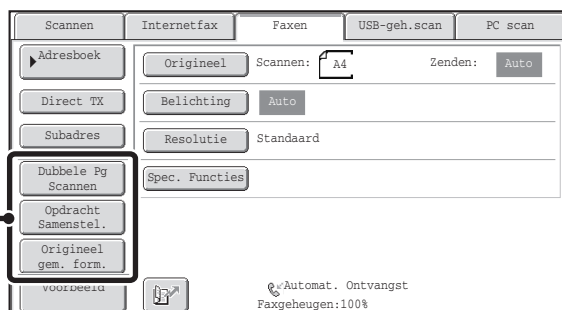 Scannen Internetfax Faxen USB-geh.scan PC scan
Adresboek
Origineel Scannen: A4 Zenden: Auto
Direct TX Belichting Auto
Subadres Resolutie Standaard
Dubbele Pg
Scannen
Spec. Functies
Opdracht
Samenstel.
Origineel
gem. form.
Voorbeeld
Automat. Ontvangst
Faxgeheugen:100%